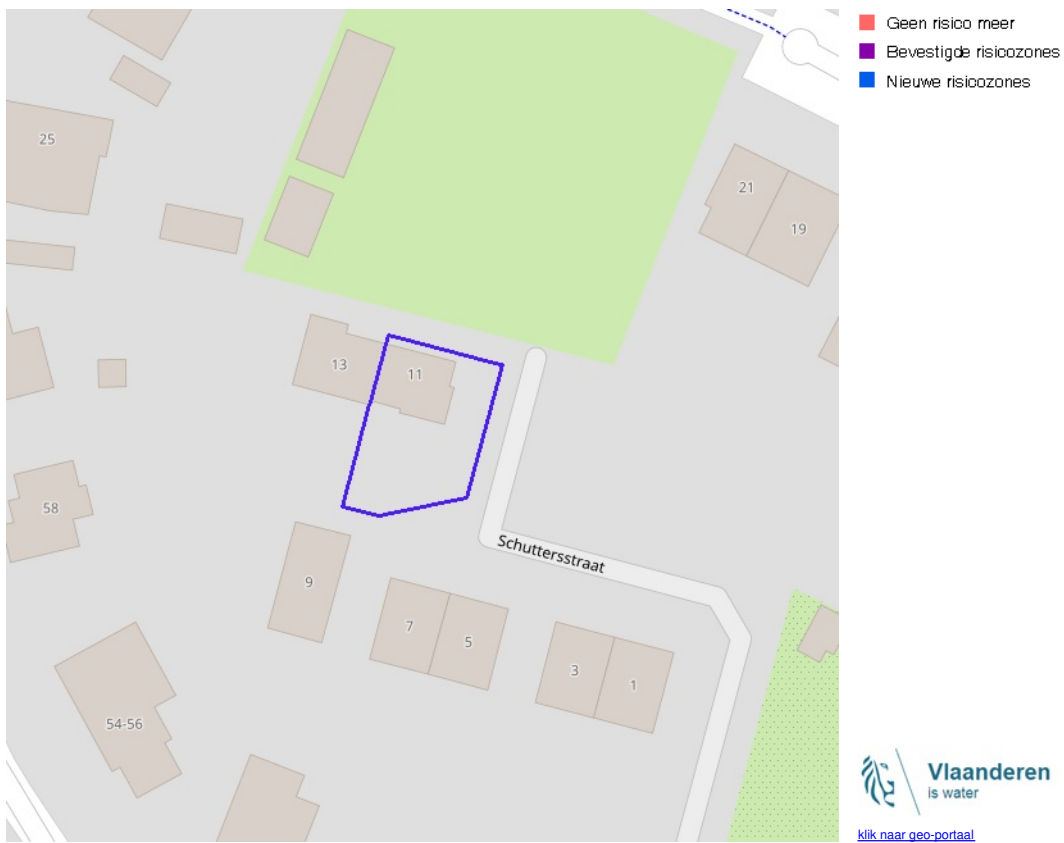 Geen risico meer
Bevestigde risicozones
Nieuwe risicozones
25
21
19
13
11
58
Schuttersstraat
9
7
5
3
1
54-56
Vlaanderen
is water
klik naar geo-portaal